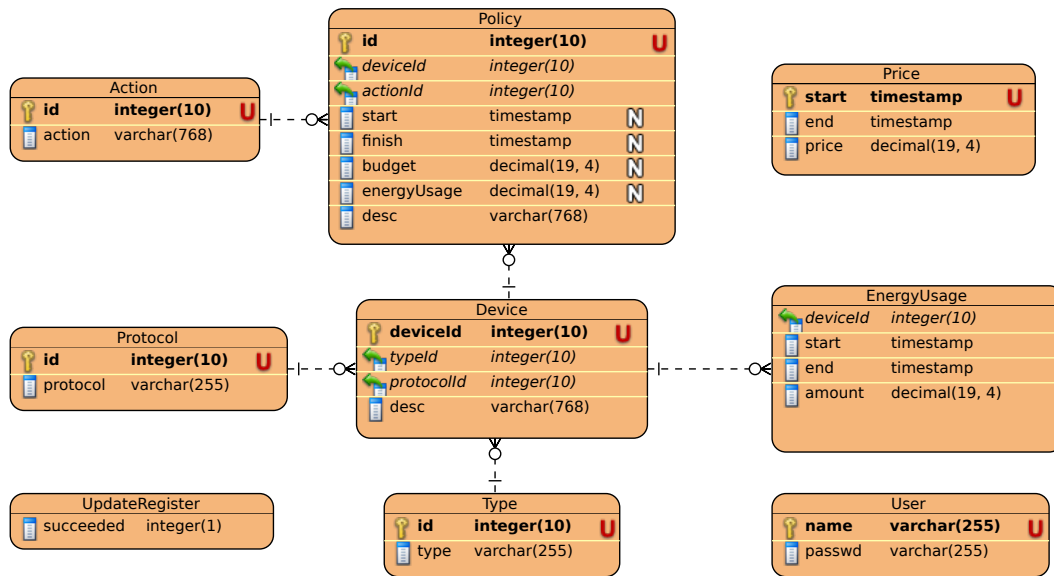 Policy
id integer(10) U
deviceId integer(10)
actionId integer(10)
start timestamp N
finish timestamp N
budget decimal(19, 4) N
energyUsage decimal(19, 4) N
desc varchar(768)
Action
id integer(10) U
action varchar(768)
Price
start timestamp U
end timestamp
price decimal(19, 4)
Protocol
id integer(10) U
protocol varchar(255)
Device
deviceId integer(10) U
typeId integer(10)
protocolId integer(10)
desc varchar(768)
EnergyUsage
deviceId integer(10)
start timestamp
end timestamp
amount decimal(19, 4)
UpdateRegister
succeeded integer(1)
Type
id integer(10) U
type varchar(255)
User
name varchar(255) U
passwd varchar(255)